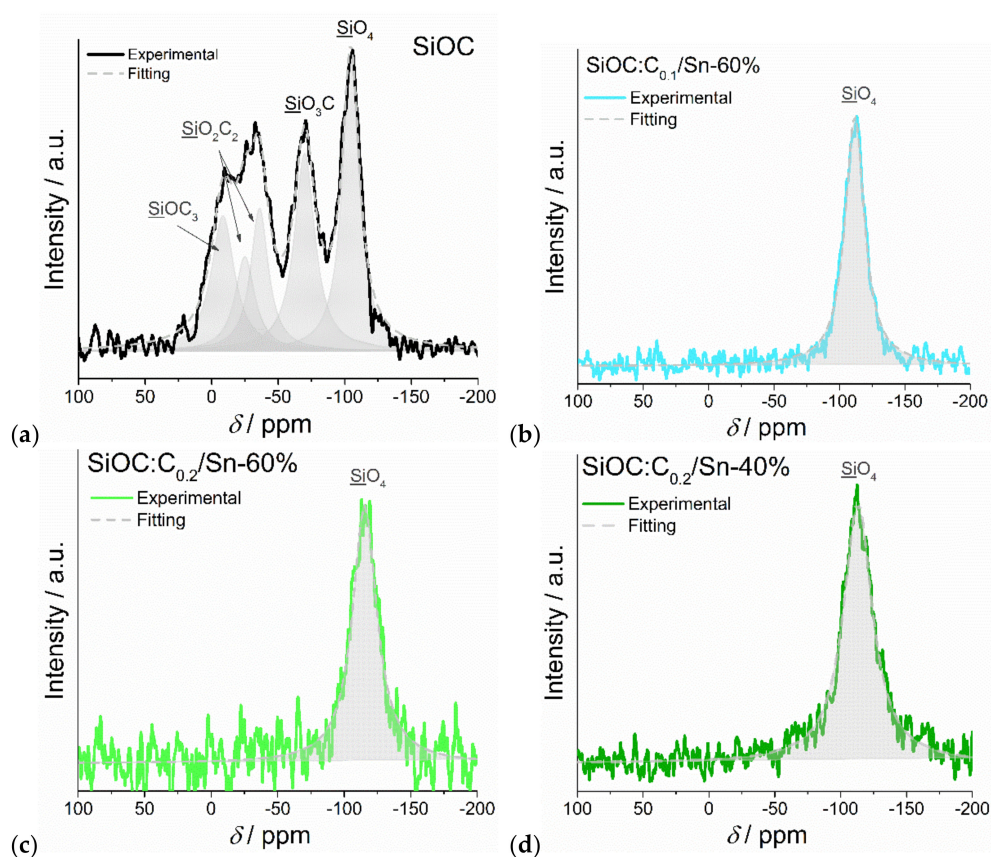 SiOC
Experimental
Fitting
SiO₄
SiO₃C
SiO₂C₂
SiOC₃
Intensity / a.u.
100 50 0 -50 -100 -150 -200
δ / ppm
(a)
SiOC:C₀.₁/Sn-60%
Experimental
Fitting
SiO₄
Intensity / a.u.
100 50 0 -50 -100 -150 -200
δ / ppm
(b)
SiOC:C₀.₂/Sn-60%
Experimental
Fitting
SiO₄
Intensity / a.u.
100 50 0 -50 -100 -150 -200
δ / ppm
(c)
SiOC:C₀.₂/Sn-40%
Experimental
Fitting
SiO₄
Intensity / a.u.
100 50 0 -50 -100 -150 -200
δ / ppm
(d)